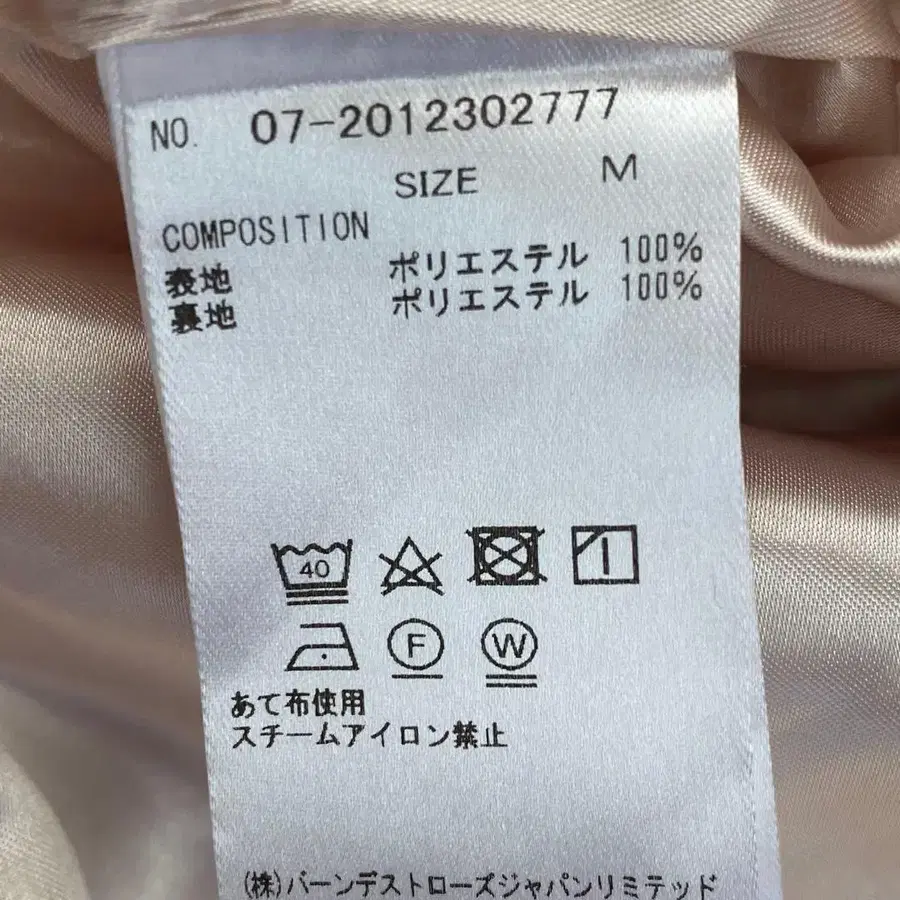 NO. 07-2012302777
SIZE M
COMPOSITION
表地 ポリエステル 100%
裏地 ポリエステル 100%
40
F W
あて布使用
スチームアイロン禁止
(株)バーンデストローズジャパンリミテッド